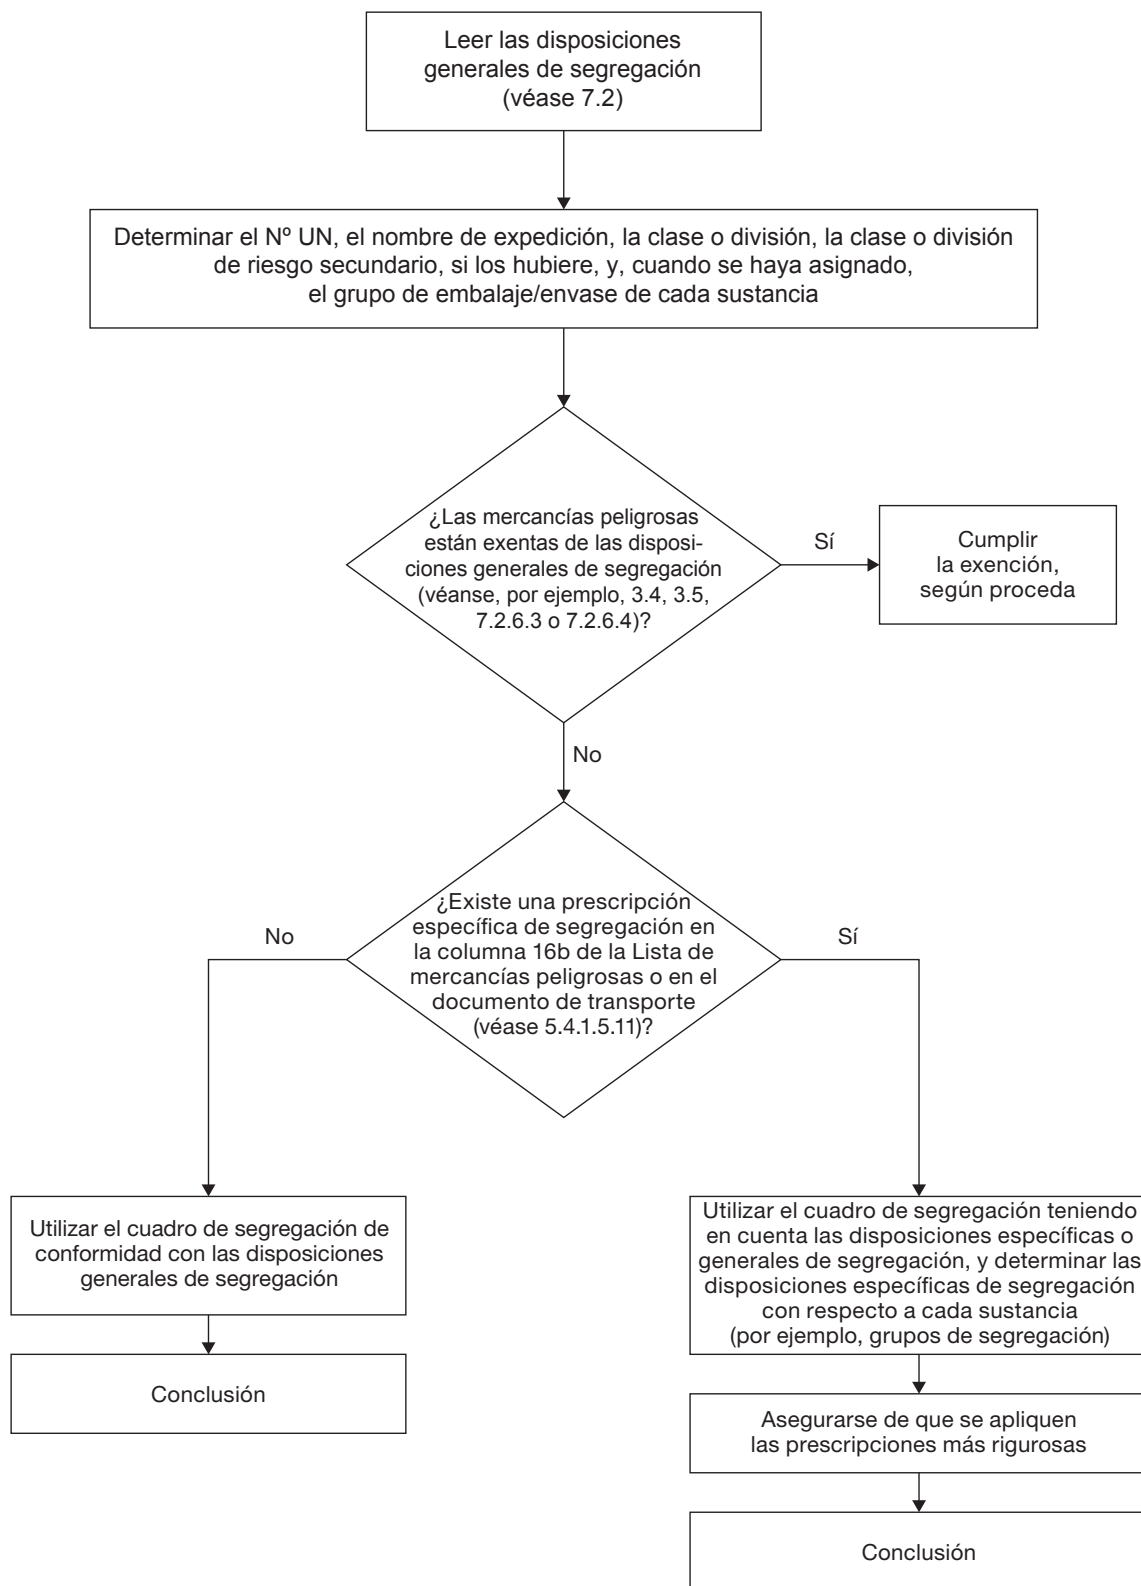 Leer las disposiciones
generales de segregación
(véase 7.2)
Determinar el Nº UN, el nombre de expedición, la clase o división, la clase o división
de riesgo secundario, si los hubiere, y, cuando se haya asignado,
el grupo de embalaje/envase de cada sustancia
¿Las mercancías peligrosas
están exentas de las disposi-
ciones generales de segregación
(véanse, por ejemplo, 3.4, 3.5,
7.2.6.3 o 7.2.6.4)?
Sí
Cumplir
la exención,
según proceda
No
¿Existe una prescripción
específica de segregación en
la columna 16b de la Lista de
mercancías peligrosas o en el
documento de transporte
(véase 5.4.1.5.11)?
No
Sí
Utilizar el cuadro de segregación de
conformidad con las disposiciones
generales de segregación
Conclusión
Utilizar el cuadro de segregación teniendo
en cuenta las disposiciones específicas o
generales de segregación, y determinar las
disposiciones específicas de segregación
con respecto a cada sustancia
(por ejemplo, grupos de segregación)
Asegurarse de que se apliquen
las prescripciones más rigurosas
Conclusión